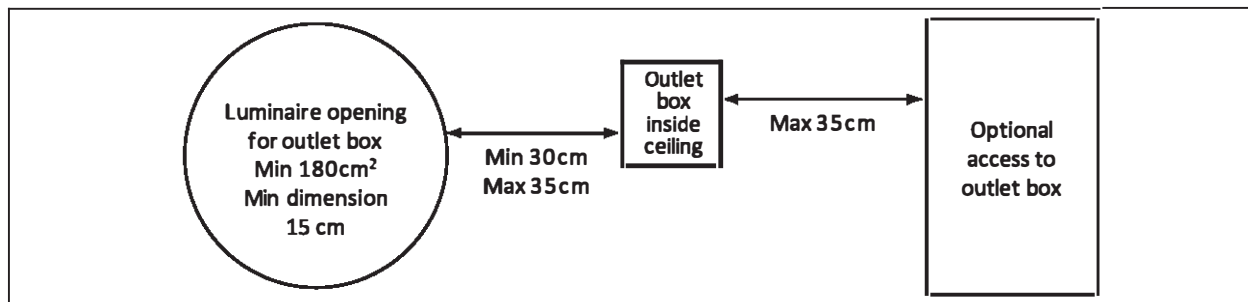 Luminaire opening
for outlet box
Min 180cm²
Min dimension
15 cm
Min 30cm
Max 35cm
Outlet
box
inside
ceiling
Max 35cm
Optional
access to
outlet box